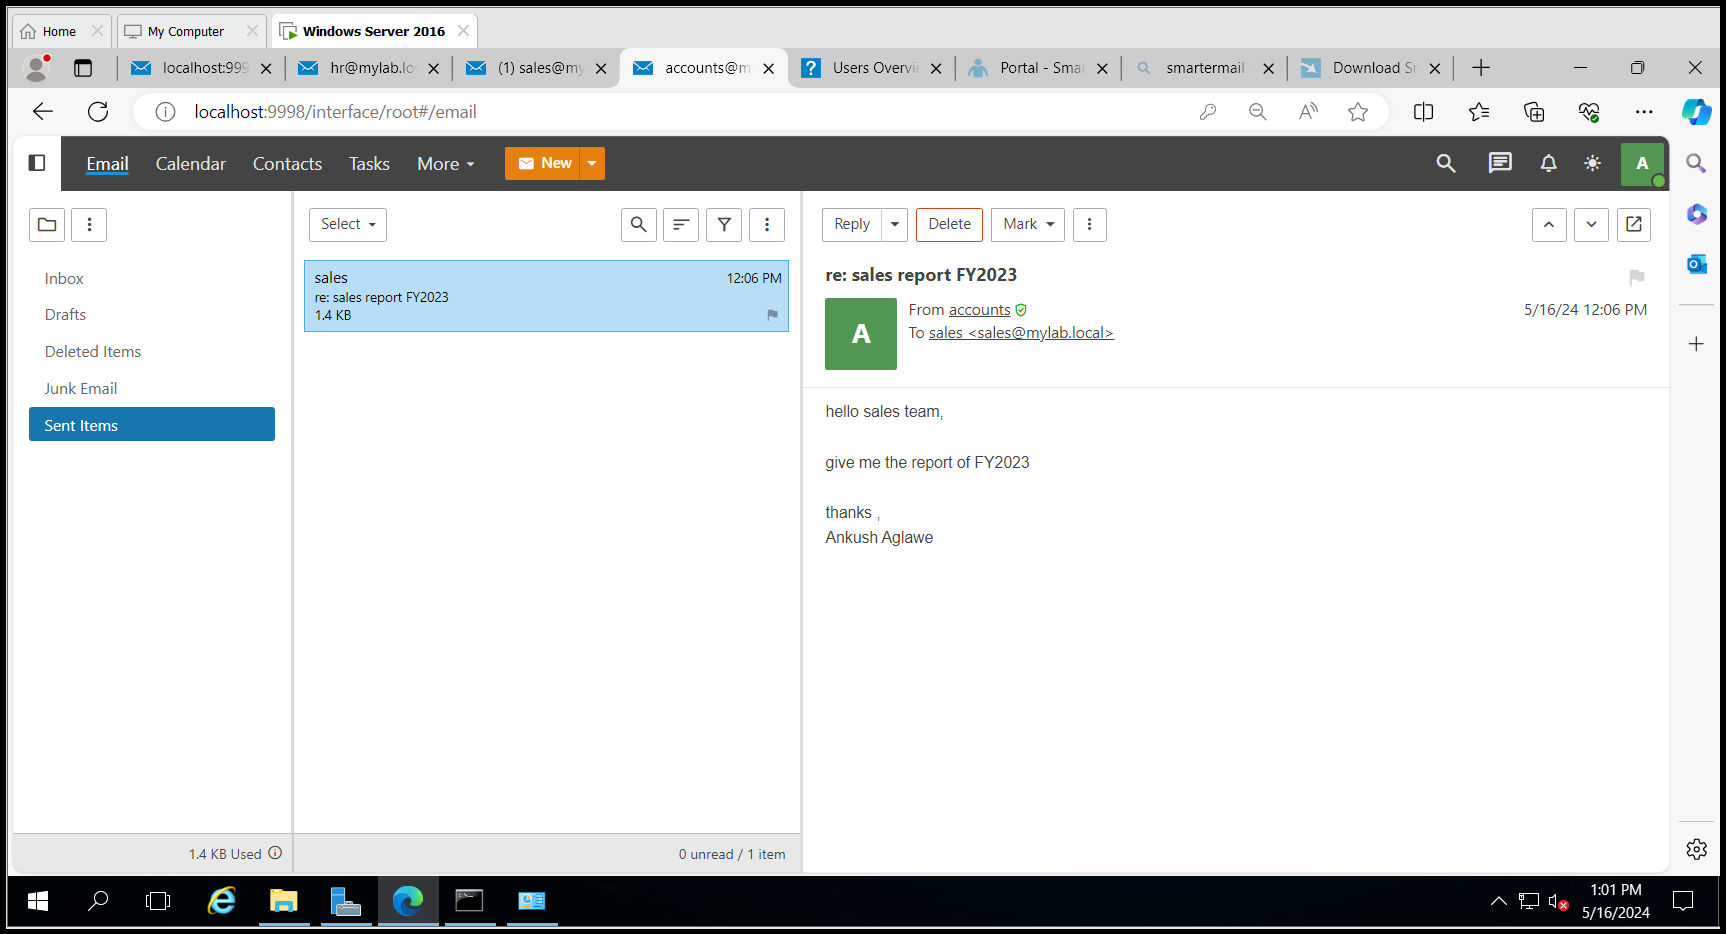 Home
My Computer
Windows Server 2016
localhost:999
hr@mylab.lo
(1) sales@my
accounts@m
Users Overvi
Portal - Smar
smartermail
Download Sr
localhost:9998/interface/root#/email
Email
Calendar
Contacts
Tasks
More
New
A
Select
Reply
Delete
Mark
Inbox
Drafts
Deleted Items
Junk Email
Sent Items
sales
12:06 PM
re: sales report FY2023
1.4 KB
re: sales report FY2023
A
From accounts
5/16/24 12:06 PM
To sales <sales@mylab.local>
hello sales team,
give me the report of FY2023
thanks ,
Ankush Aglawe
1.4 KB Used
0 unread / 1 item
1:01 PM
5/16/2024